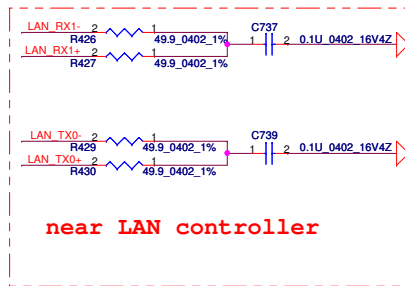 LAN_RX1- 2 1 C737
R426 49.9_0402_1%
LAN_RX1+ 2 1 1 2 0.1U_0402_16V4Z
R427 49.9_0402_1%
LAN_TX0- 2 1 C739
R429 49.9_0402_1%
LAN_TX0+ 2 1 1 2 0.1U_0402_16V4Z
R430 49.9_0402_1%
near LAN controller